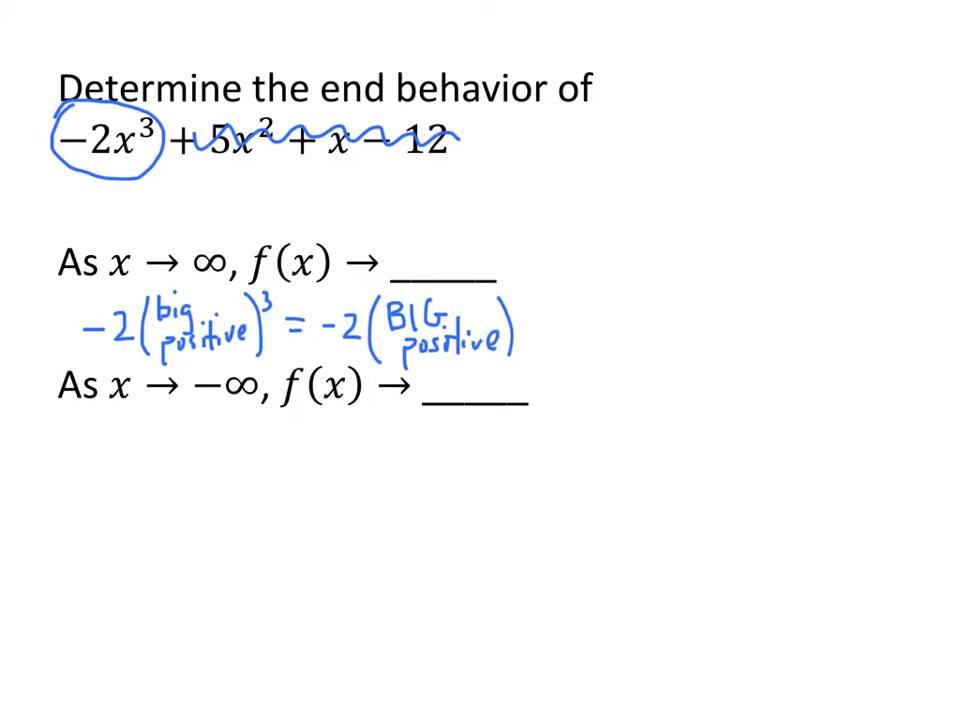 Determine the end behavior of
−2x³ + 5x² + x − 12
As x → ∞, f(x) → _____
−2(big positive)³ = −2(BIG positive)
As x → −∞, f(x) → _____